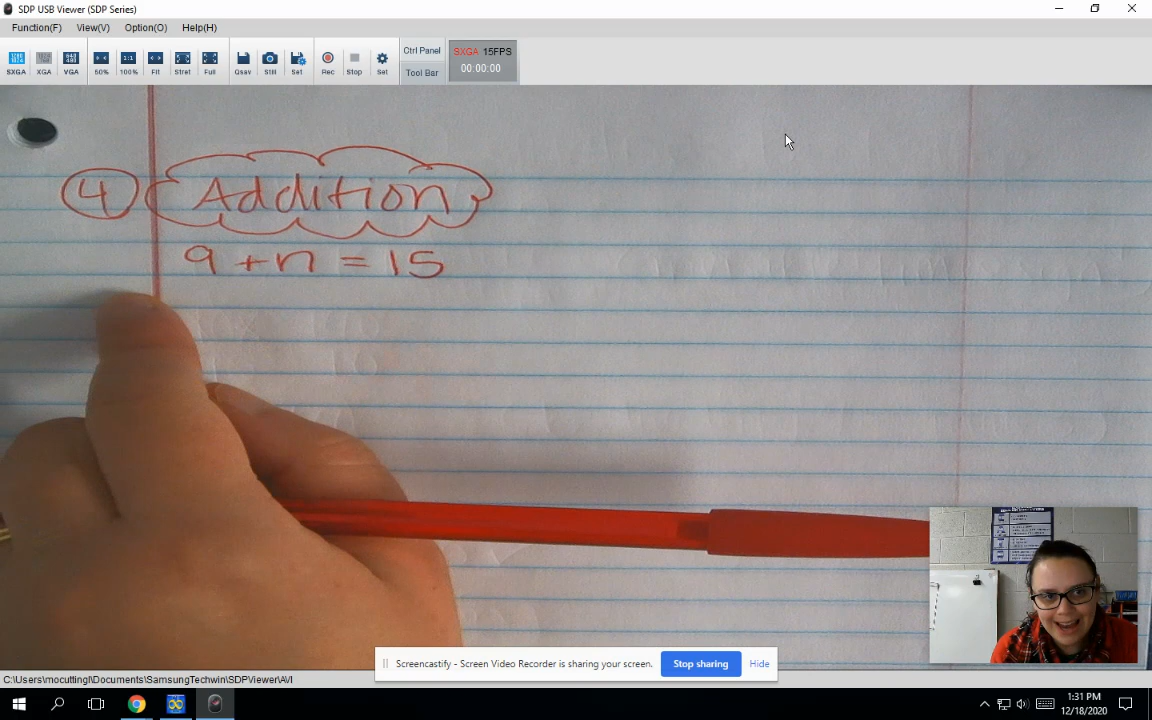 SDP USB Viewer (SDP Series)
Function(F) View(V) Option(O) Help(H)
SXGA XGA VGA 50% 100% Fit Stret Full Qsav Still Set Rec Stop Set Ctrl Panel Tool Bar SXGA 15FPS 00:00:00
4 Addition
9 + n = 15
Screencastify - Screen Video Recorder is sharing your screen. Stop sharing Hide
C:\Users\mocuttingl\Documents\SamsungTechwin\SDPViewer\AVI
1:31 PM
12/18/2020